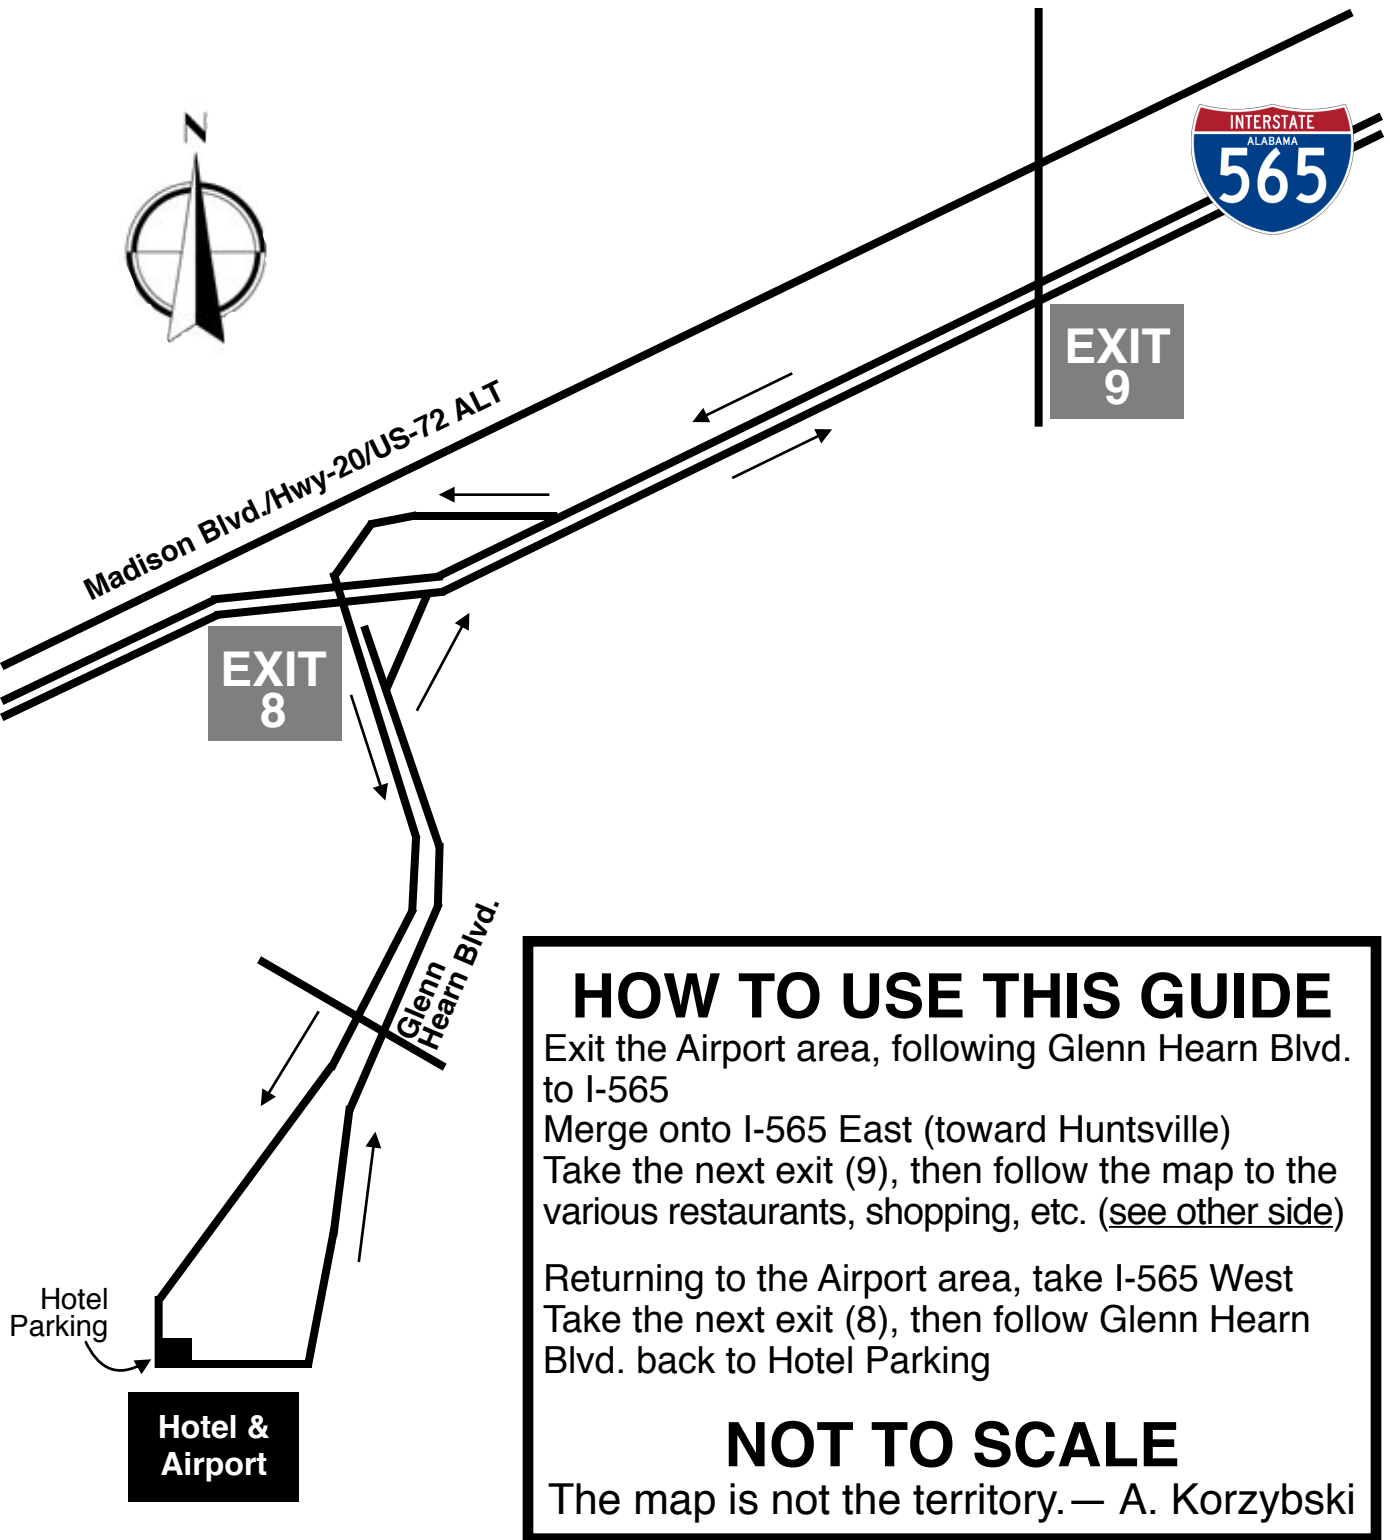 N
INTERSTATE
ALABAMA
565
EXIT
9
Madison Blvd./Hwy-20/US-72 ALT
EXIT
8
Glenn
Hearn Blvd.
Hotel
Parking
Hotel &
Airport
HOW TO USE THIS GUIDE
Exit the Airport area, following Glenn Hearn Blvd.
to I-565
Merge onto I-565 East (toward Huntsville)
Take the next exit (9), then follow the map to the
various restaurants, shopping, etc. (see other side)
Returning to the Airport area, take I-565 West
Take the next exit (8), then follow Glenn Hearn
Blvd. back to Hotel Parking
NOT TO SCALE
The map is not the territory.— A. Korzybski